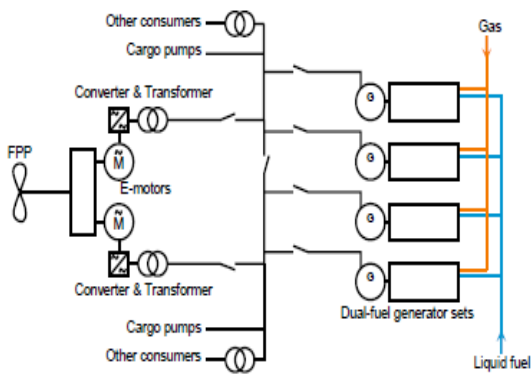 Other consumers
Gas
Cargo pumps
Converter & Transformer
G
FPP
M
G
E-motors
M
G
G
Converter & Transformer
Dual-fuel generator sets
Cargo pumps
Other consumers
Liquid fuel